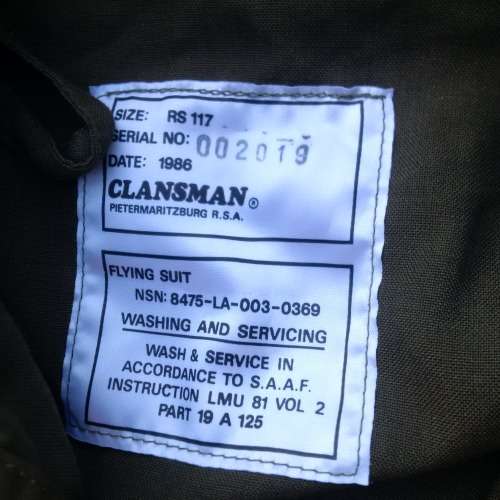 SIZE: RS 117
SERIAL NO: 002019
DATE: 1986
CLANSMAN®
PIETERMARITZBURG R.S.A.
FLYING SUIT
NSN: 8475-LA-003-0369
WASHING AND SERVICING
WASH & SERVICE IN
ACCORDANCE TO S.A.A.F.
INSTRUCTION LMU 81 VOL 2
PART 19 A 125